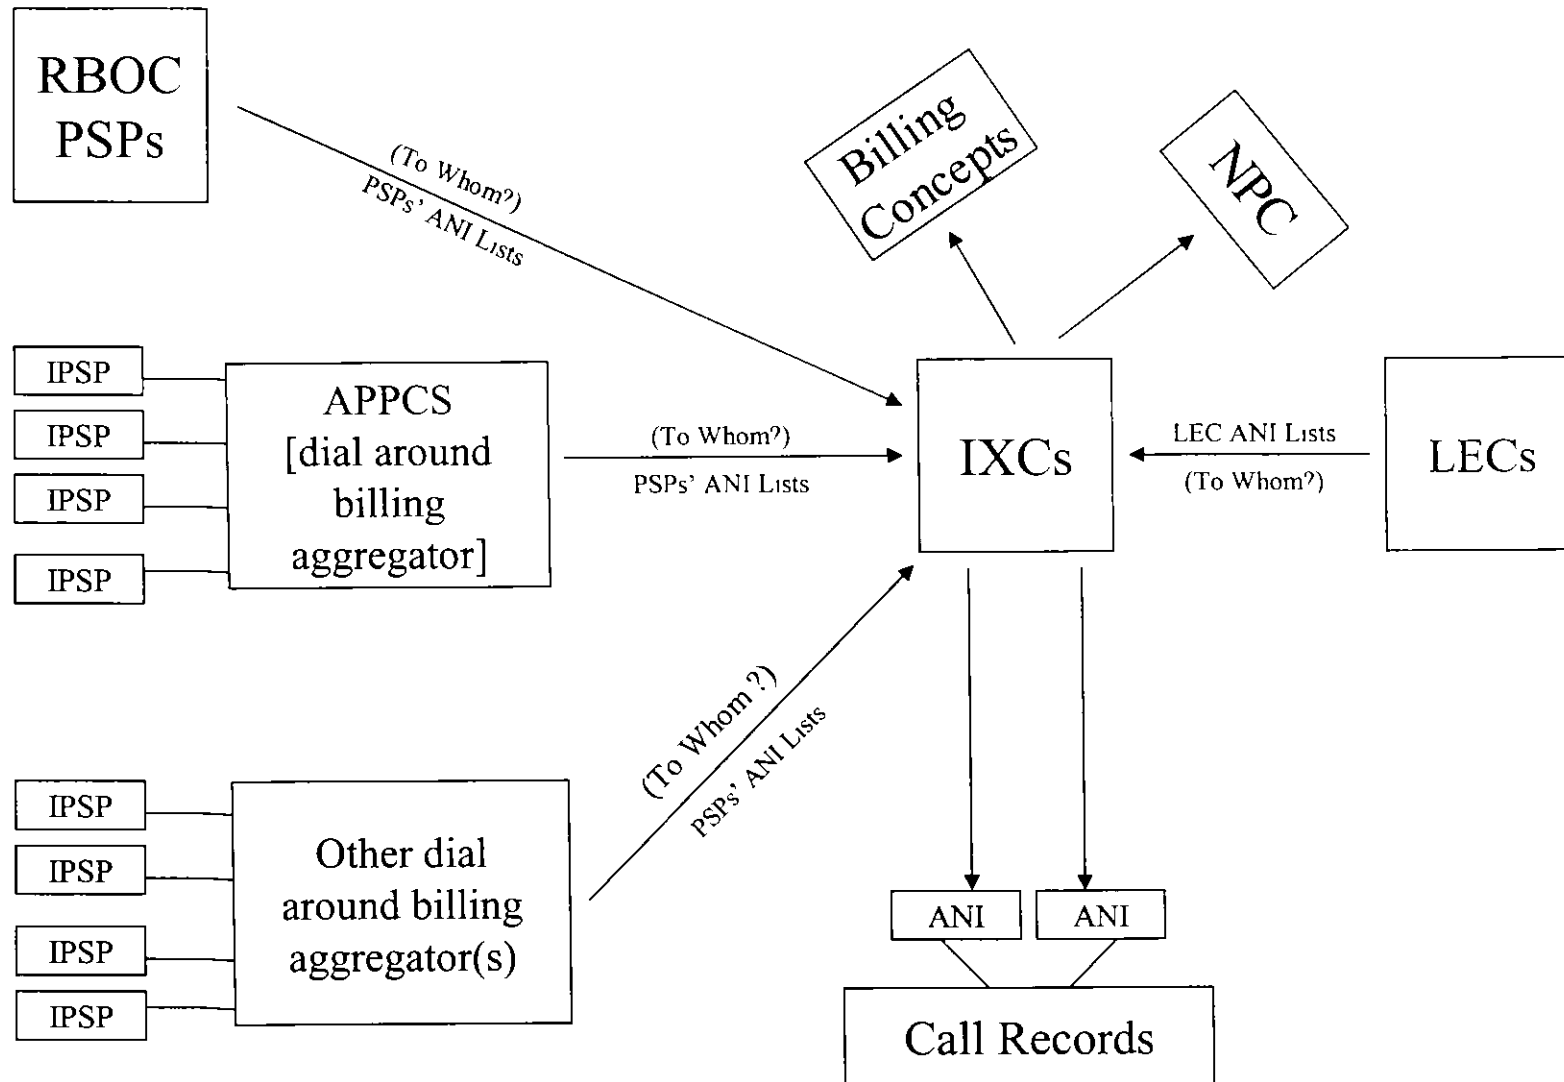 RBOC
PSPs
(To Whom?)
PSPs' ANI Lists
Billing
Concepts
NPC
IPSP
IPSP
IPSP
IPSP
APPCS
[dial around
billing
aggregator]
(To Whom?)
PSPs' ANI Lists
IXCs
LEC ANI Lists
(To Whom?)
LECs
(To Whom ?)
PSPs' ANI Lists
IPSP
IPSP
IPSP
IPSP
Other dial
around billing
aggregator(s)
ANI
ANI
Call Records